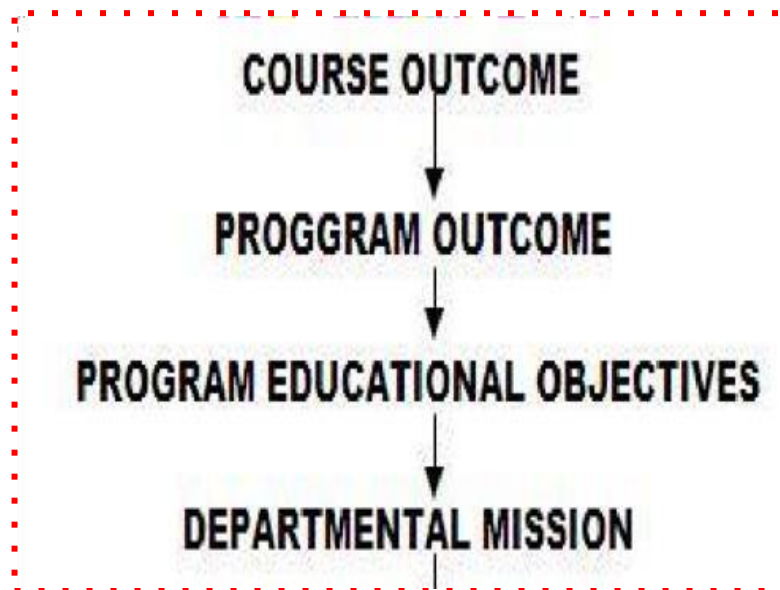 COURSE OUTCOME
PROGGRAM OUTCOME
PROGRAM EDUCATIONAL OBJECTIVES
DEPARTMENTAL MISSION